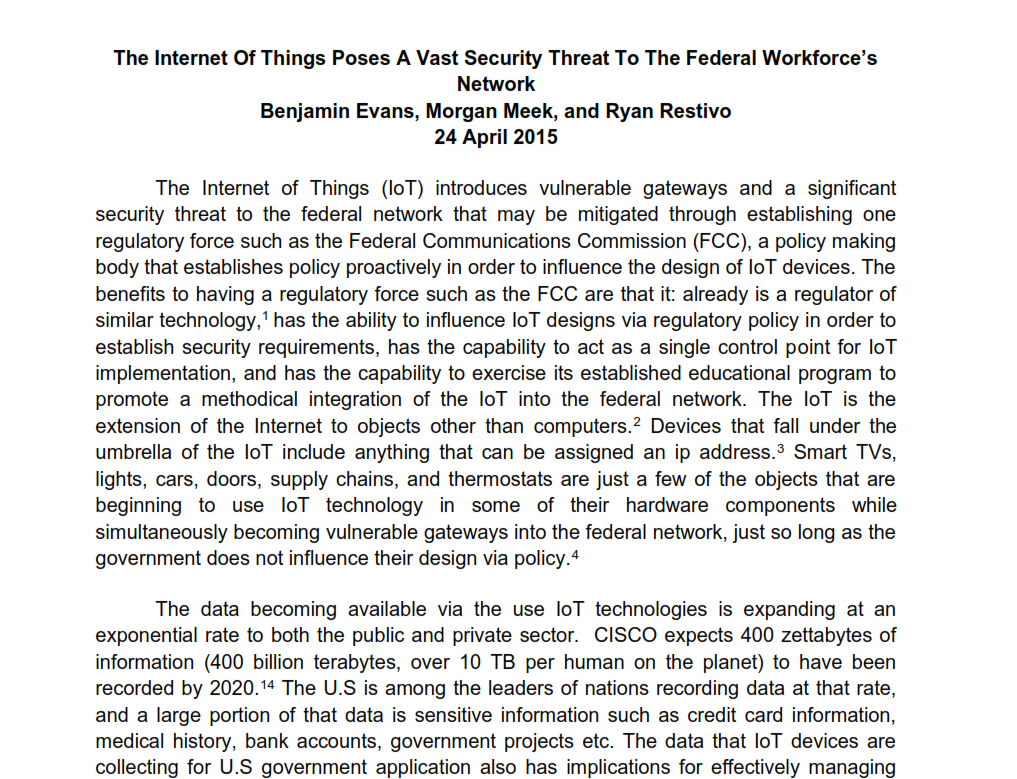 The Internet Of Things Poses A Vast Security Threat To The Federal Workforce’s
Network
Benjamin Evans, Morgan Meek, and Ryan Restivo
24 April 2015
The Internet of Things (IoT) introduces vulnerable gateways and a significant
security threat to the federal network that may be mitigated through establishing one
regulatory force such as the Federal Communications Commission (FCC), a policy making
body that establishes policy proactively in order to influence the design of IoT devices. The
benefits to having a regulatory force such as the FCC are that it: already is a regulator of
similar technology,¹ has the ability to influence IoT designs via regulatory policy in order to
establish security requirements, has the capability to act as a single control point for IoT
implementation, and has the capability to exercise its established educational program to
promote a methodical integration of the IoT into the federal network. The IoT is the
extension of the Internet to objects other than computers.² Devices that fall under the
umbrella of the IoT include anything that can be assigned an ip address.³ Smart TVs,
lights, cars, doors, supply chains, and thermostats are just a few of the objects that are
beginning to use IoT technology in some of their hardware components while
simultaneously becoming vulnerable gateways into the federal network, just so long as the
government does not influence their design via policy.⁴
The data becoming available via the use IoT technologies is expanding at an
exponential rate to both the public and private sector.  CISCO expects 400 zettabytes of
information (400 billion terabytes, over 10 TB per human on the planet) to have been
recorded by 2020.¹⁴ The U.S is among the leaders of nations recording data at that rate,
and a large portion of that data is sensitive information such as credit card information,
medical history, bank accounts, government projects etc. The data that IoT devices are
collecting for U.S government application also has implications for effectively managing